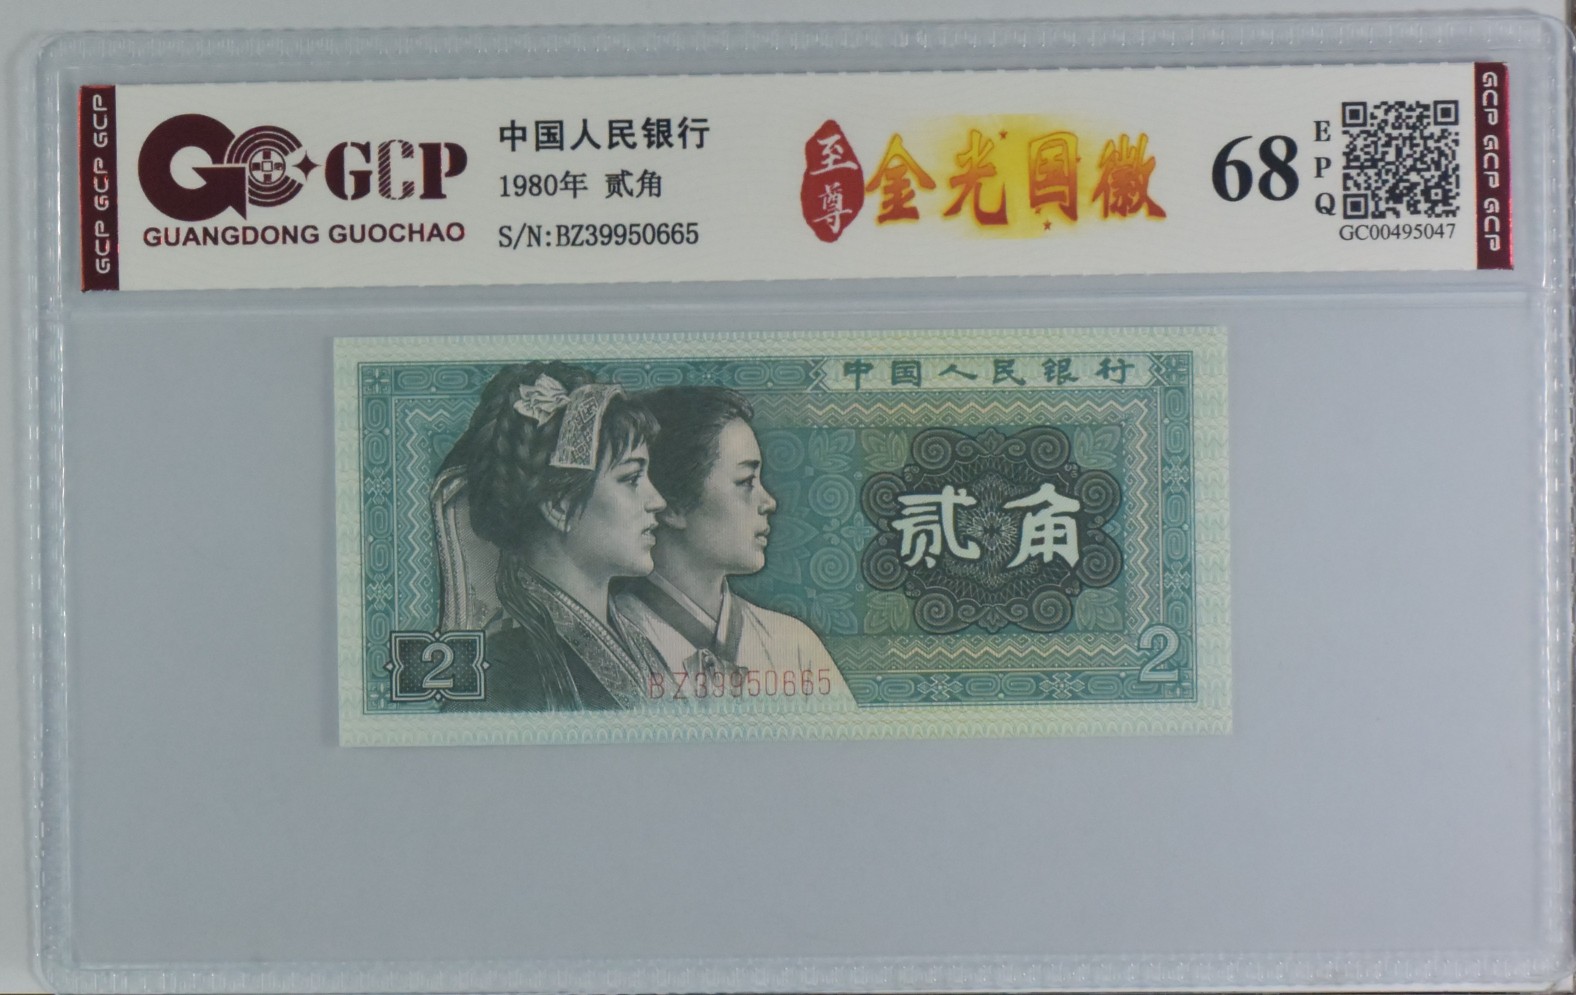 GCP GCP GCP
GCP
GUANGDONG GUOCHAO
中国人民银行
1980年 贰角
S/N:BZ39950665
至尊
金光国徽
68
EPQ
GC00495047
GCP GCP GCP
中国人民银行
贰角
2
2
BZ39950665